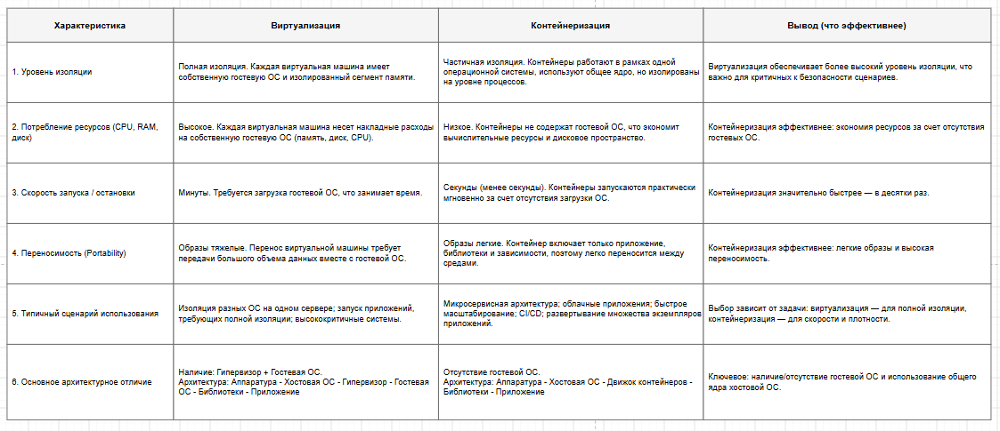 Характеристика
Виртуализация
Контейнеризация
Вывод (что эффективнее)
1. Уровень изоляции
Полная изоляция. Каждая виртуальная машина имеет
собственную гостевую ОС и изолированный сегмент памяти.
Частичная изоляция. Контейнеры работают в рамках одной
операционной системы, используют общее ядро, но изолированы
на уровне процессов.
Виртуализация обеспечивает более высокий уровень изоляции, что
важно для критичных к безопасности сценариев.
2. Потребление ресурсов (CPU, RAM,
диск)
Высокое. Каждая виртуальная машина несет накладные расходы
на собственную гостевую ОС (память, диск, CPU).
Низкое. Контейнеры не содержат гостевой ОС, что экономит
вычислительные ресурсы и дисковое пространство.
Контейнеризация эффективнее: экономия ресурсов за счет отсутствия
гостевых ОС.
3. Скорость запуска / остановки
Минуты. Требуется загрузка гостевой ОС, что занимает время.
Секунды (менее секунды). Контейнеры запускаются практически
мгновенно за счет отсутствия загрузки ОС.
Контейнеризация значительно быстрее — в десятки раз.
4. Переносимость (Portability)
Образы тяжелые. Перенос виртуальной машины требует
передачи большого объема данных вместе с гостевой ОС.
Образы легкие. Контейнер включает только приложение,
библиотеки и зависимости, поэтому легко переносится между
средами.
Контейнеризация эффективнее: легкие образы и высокая
переносимость.
5. Типичный сценарий использования
Изоляция разных ОС на одном сервере; запуск приложений,
требующих полной изоляции; высококритичные системы.
Микросервисная архитектура; облачные приложения; быстрое
масштабирование; CI/CD; развертывание множества экземпляров
приложений.
Выбор зависит от задачи: виртуализация — для полной изоляции,
контейнеризация — для скорости и плотности.
6. Основное архитектурное отличие
Наличие: Гипервизор + Гостевая ОС.
Архитектура: Аппаратура - Хостовая ОС - Гипервизор - Гостевая
ОС - Библиотеки - Приложение
Отсутствие гостевой ОС.
Архитектура: Аппаратура - Хостовая ОС - Движок контейнеров -
Библиотеки - Приложение
Ключевое: наличие/отсутствие гостевой ОС и использование общего
ядра хостовой ОС.